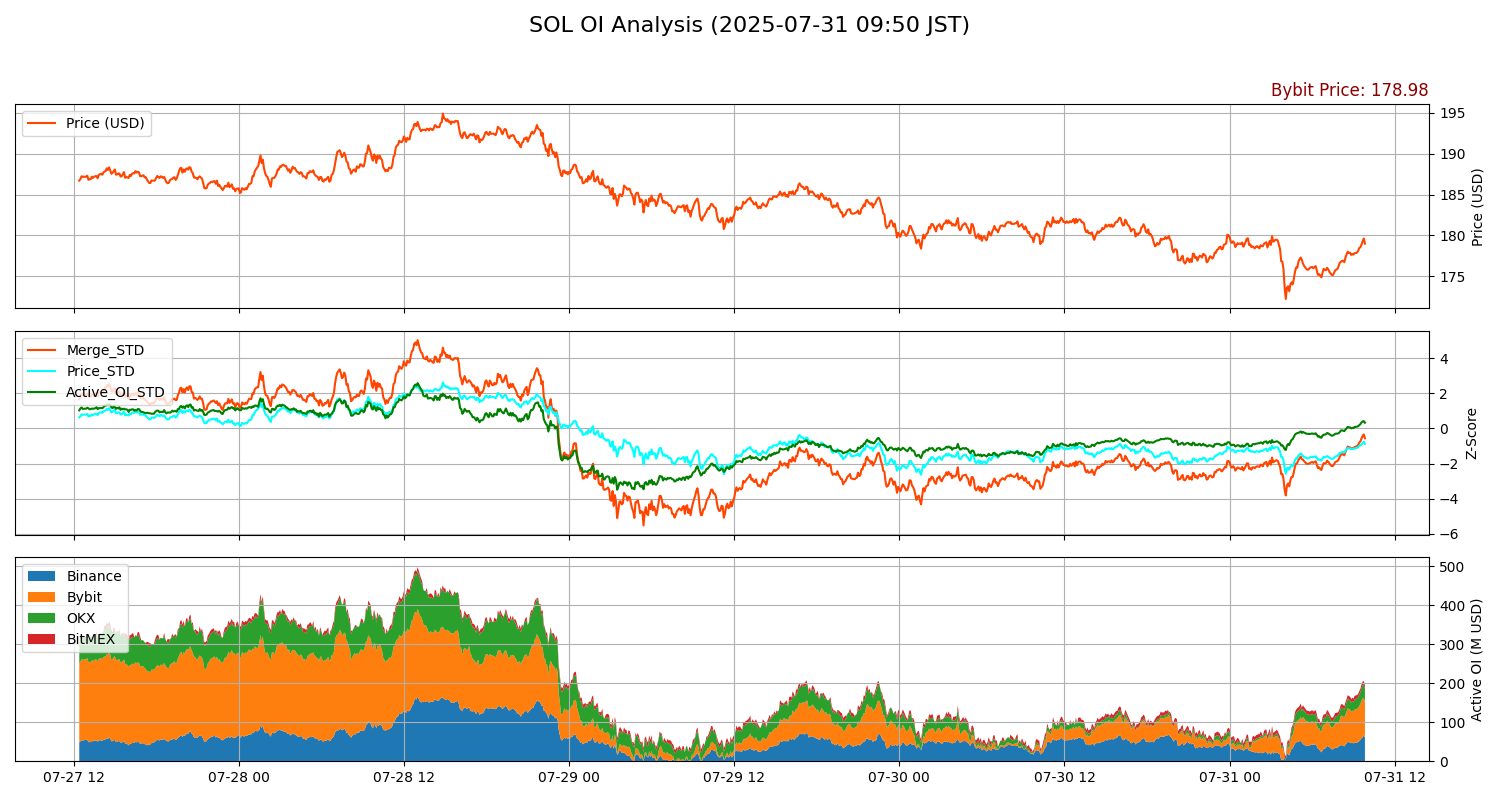 SOL OI Analysis (2025-07-31 09:50 JST)
Bybit Price: 178.98
Price (USD)
195
190
185
180
175
Price (USD)
Merge_STD
Price_STD
Active_OI_STD
4
2
0
−2
−4
−6
Z-Score
Binance
Bybit
OKX
BitMEX
500
400
300
200
100
0
Active OI (M USD)
07-27 12 07-28 00 07-28 12 07-29 00 07-29 12 07-30 00 07-30 12 07-31 00 07-31 12